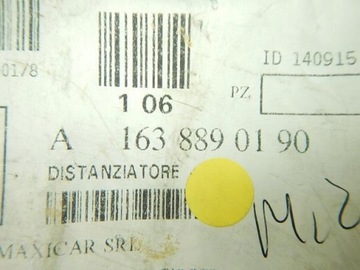 01/8
ID 140915
1 06
PZ
A 163 889 01 90
DISTANZIATORE
MAXICAR SRL